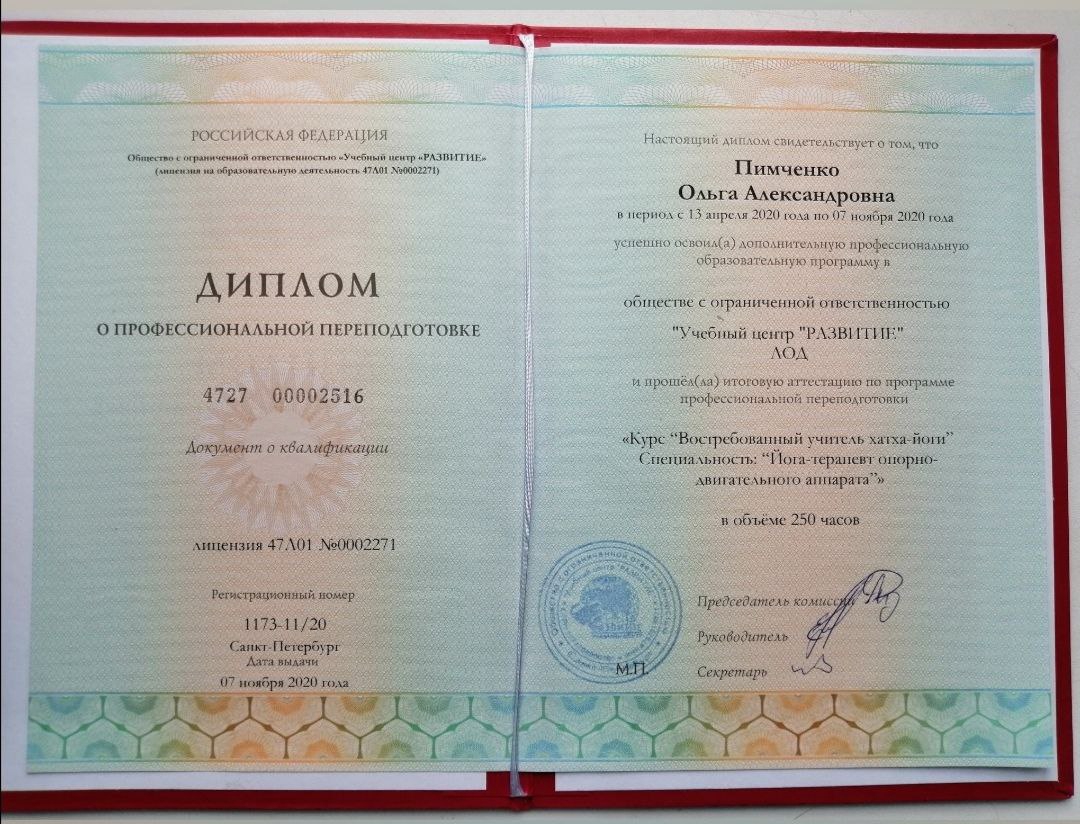 РОССИЙСКАЯ ФЕДЕРАЦИЯ
Общество с ограниченной ответственностью «Учебный центр «РАЗВИТИЕ»
(лицензия на образовательную деятельность 47Л01 №0002271)
ДИПЛОМ
О ПРОФЕССИОНАЛЬНОЙ ПЕРЕПОДГОТОВКЕ
4727 00002516
Документ о квалификации
лицензия 47Л01 №0002271
Регистрационный номер
1173-11/20
Санкт-Петербург
Дата выдачи
07 ноября 2020 года
Настоящий диплом свидетельствует о том, что
Пимченко
Ольга Александровна
в период с 13 апреля 2020 года по 07 ноября 2020 года
успешно освоил(а) дополнительную профессиональную
образовательную программу в
обществе с ограниченной ответственностью
"Учебный центр "РАЗВИТИЕ"
ЛОД
и прошёл(ла) итоговую аттестацию по программе
профессиональной переподготовки
«Курс “Востребованный учитель хатха-йоги”
Специальность: “Йога-терапевт опорно-
двигательного аппарата”»
в объёме 250 часов
Председатель комиссии
Руководитель
М.П.
Секретарь